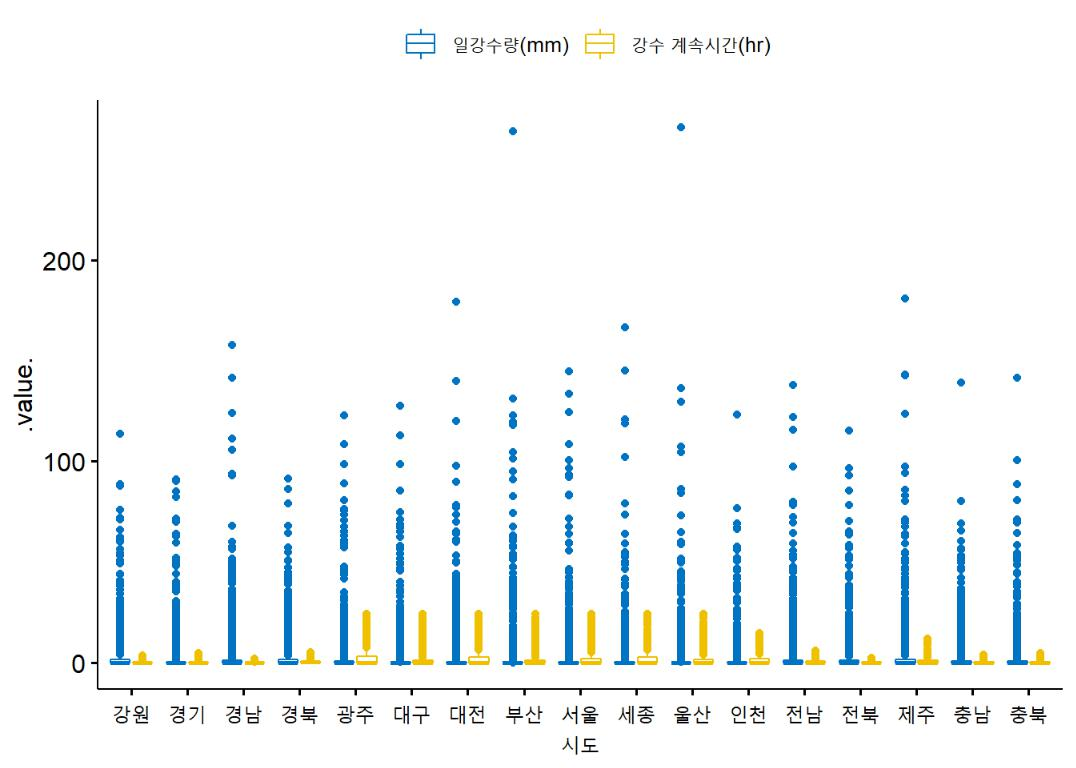 일강수량(mm) 강수 계속시간(hr)
.value.
200
100
0
강원 경기 경남 경북 광주 대구 대전 부산 서울 세종 울산 인천 전남 전북 제주 충남 충북
시도